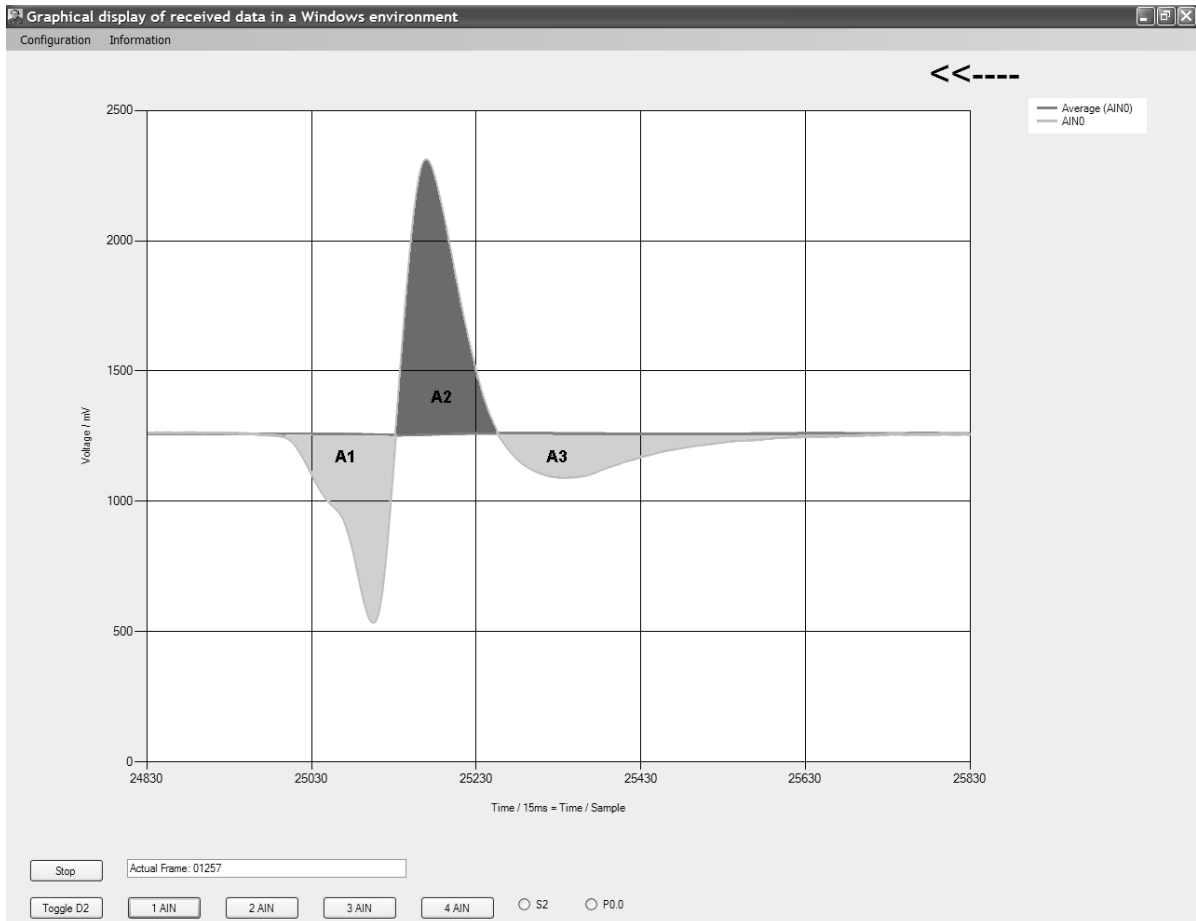 Graphical display of received data in a Windows environment
Configuration Information
<<----
Average (AIN0)
AIN0
2500
2000
1500
1000
500
0
Voltage / mV
A1
A2
A3
24830 25030 25230 25430 25630 25830
Time / 15ms = Time / Sample
Stop Actual Frame: 01257
Toggle D2 1 AIN 2 AIN 3 AIN 4 AIN S2 P0.0